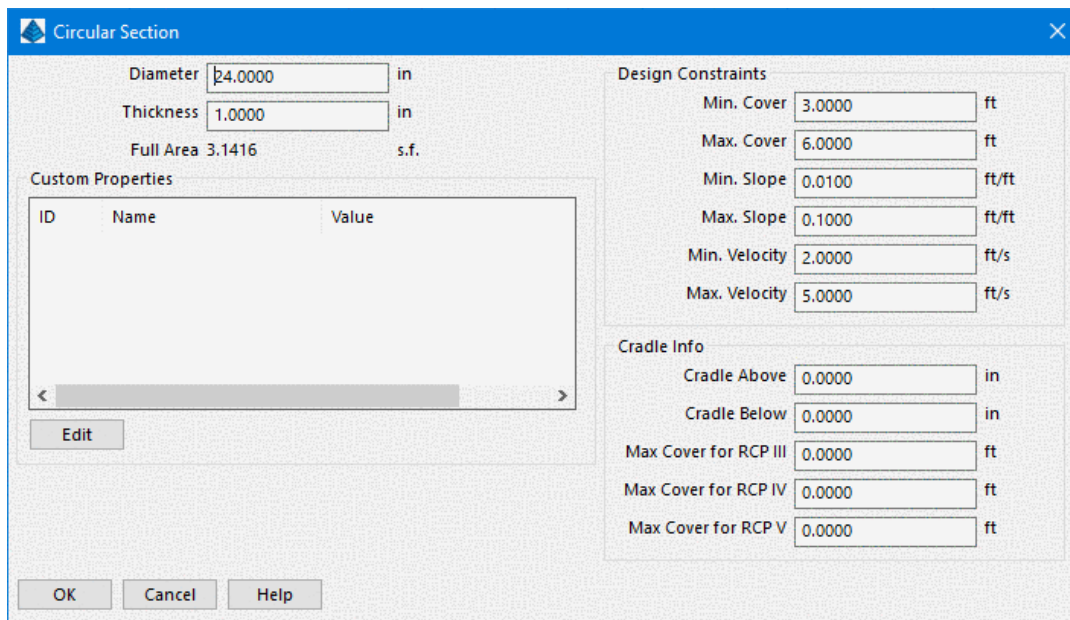 Circular Section
Diameter 24.0000 in
Thickness 1.0000 in
Full Area 3.1416 s.f.
Custom Properties
ID Name Value
Edit
Design Constraints
Min. Cover 3.0000 ft
Max. Cover 6.0000 ft
Min. Slope 0.0100 ft/ft
Max. Slope 0.1000 ft/ft
Min. Velocity 2.0000 ft/s
Max. Velocity 5.0000 ft/s
Cradle Info
Cradle Above 0.0000 in
Cradle Below 0.0000 in
Max Cover for RCP III 0.0000 ft
Max Cover for RCP IV 0.0000 ft
Max Cover for RCP V 0.0000 ft
OK Cancel Help